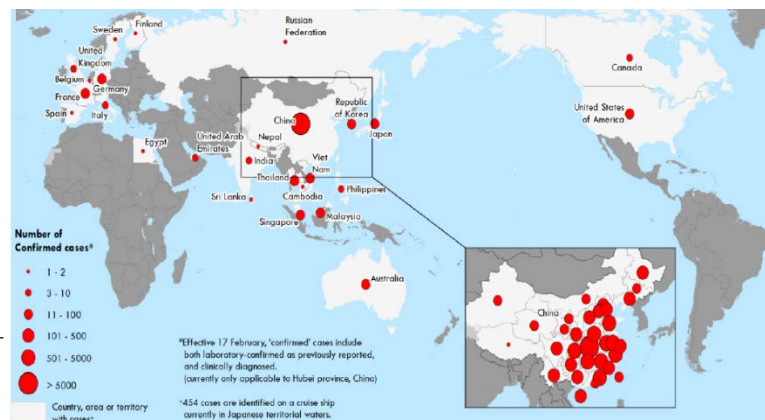 Russian
Federation
Finland
Sweden
United
Kingdom
Belgium
Germany
France
Spain
Italy
Canada
United States
of America
China
Republic
of Korea
Japan
Egypt
United Arab
Emirates
Nepal
India
Viet
Nam
Thailand
Cambodia
Philippines
Sri Lanka
Singapore
Malaysia
Australia
China
Number of
Confirmed cases*
1 - 2
3 - 10
11 - 100
101 - 500
501 - 5000
> 5000
Country, area or territory
with cases+
*Effective 17 February, 'confirmed' cases include
both laboratory-confirmed as previously reported,
and clinically diagnosed.
(currently only applicable to Hubei province, China)
+454 cases are identified on a cruise ship
currently in Japanese territorial waters.